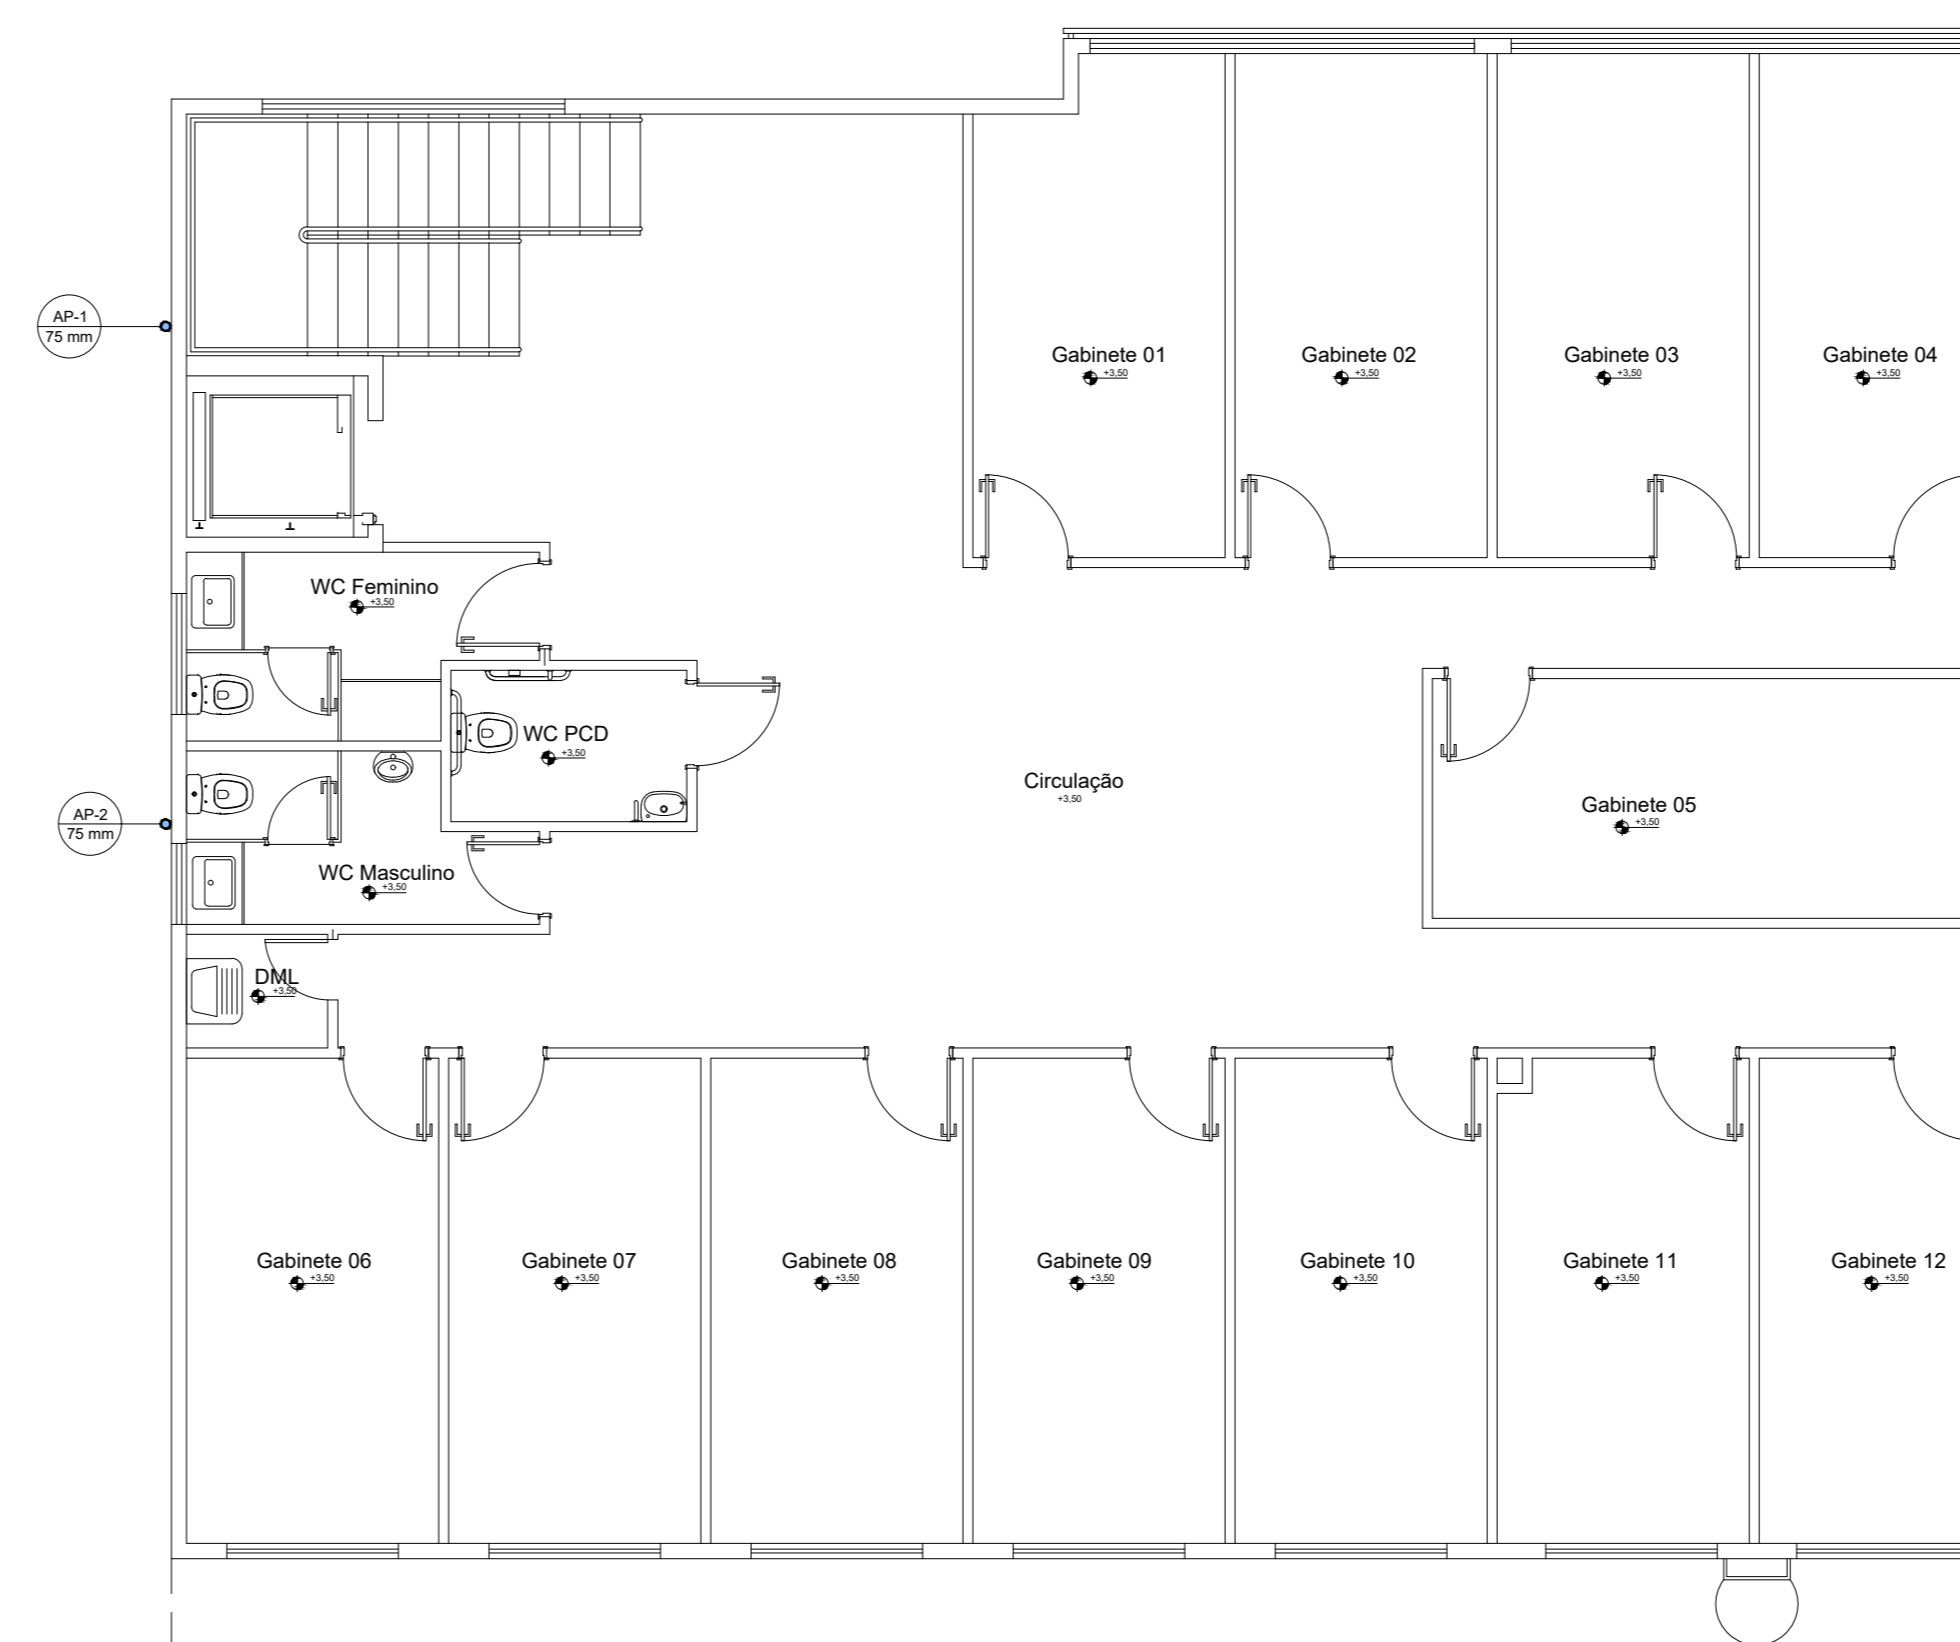 AP-1
75 mm
Gabinete 01
+3,50
Gabinete 02
+3,50
Gabinete 03
+3,50
Gabinete 04
+3,50
WC Feminino
+3,50
WC PCD
+3,50
Circulação
+3,50
Gabinete 05
+3,50
AP-2
75 mm
WC Masculino
+3,50
DML
+3,50
Gabinete 06
+3,50
Gabinete 07
+3,50
Gabinete 08
+3,50
Gabinete 09
+3,50
Gabinete 10
+3,50
Gabinete 11
+3,50
Gabinete 12
+3,50